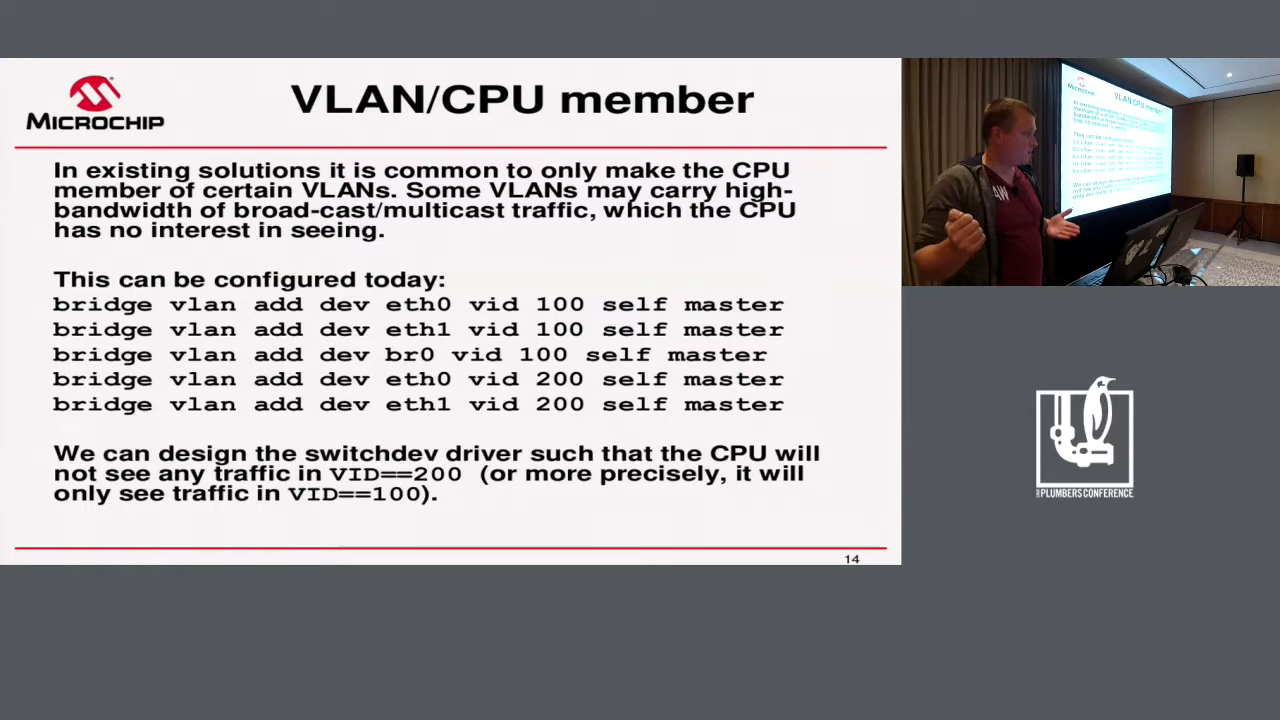 MICROCHIP
VLAN/CPU member
In existing solutions it is common to only make the CPU
member of certain VLANs. Some VLANs may carry high-
bandwidth of broad-cast/multicast traffic, which the CPU
has no interest in seeing.
This can be configured today:
bridge vlan add dev eth0 vid 100 self master
bridge vlan add dev eth1 vid 100 self master
bridge vlan add dev br0 vid 100 self master
bridge vlan add dev eth0 vid 200 self master
bridge vlan add dev eth1 vid 200 self master
We can design the switchdev driver such that the CPU will
not see any traffic in VID==200 (or more precisely, it will
only see traffic in VID==100).
14
VLAN/CPU member
PLUMBERS CONFERENCE